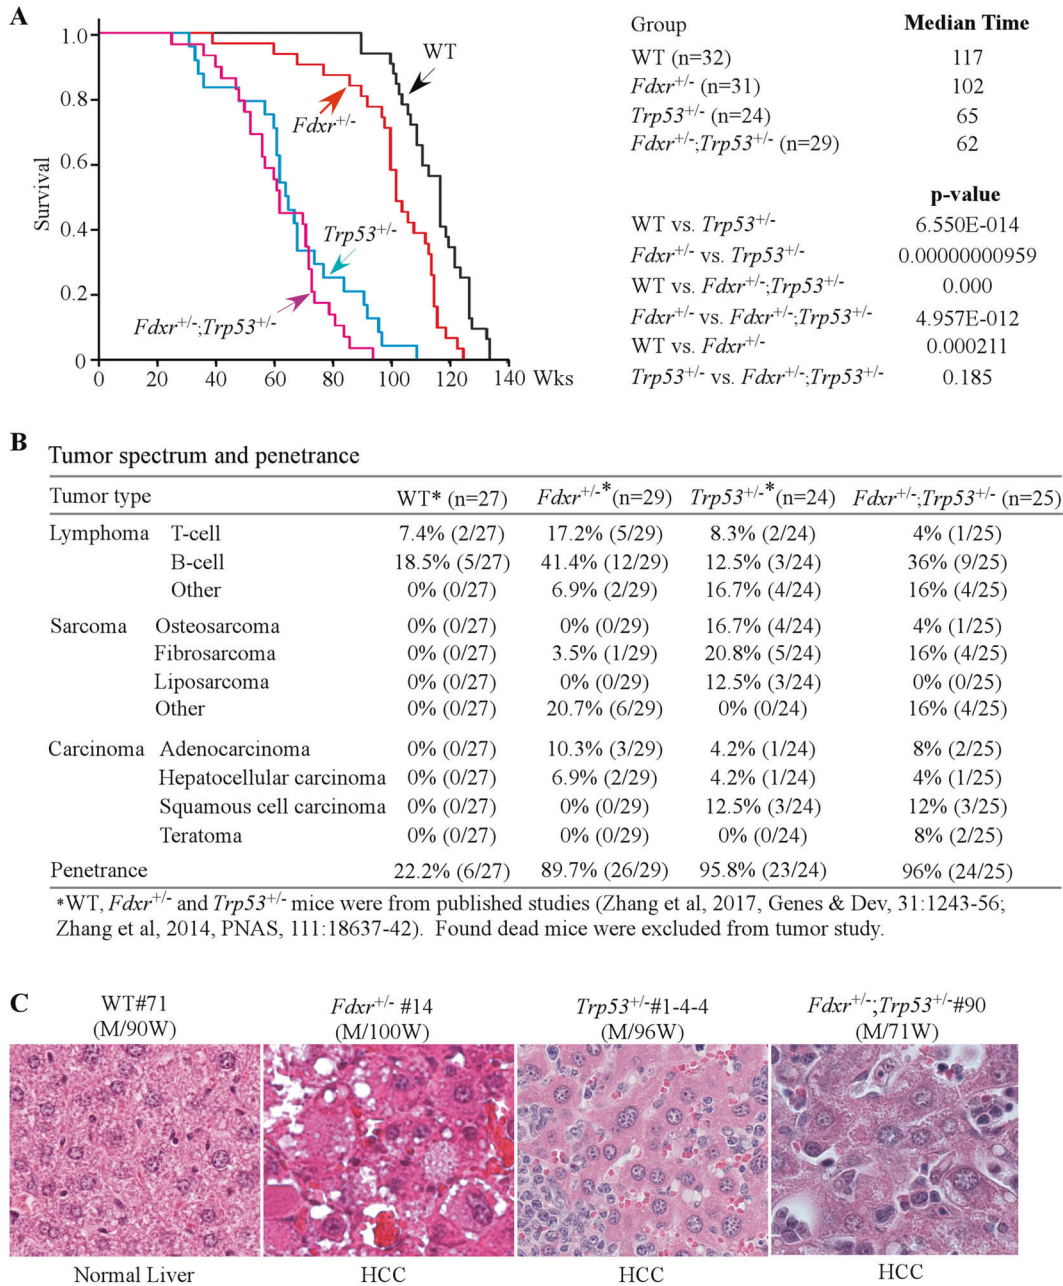 A
1.0
0.8
0.6
0.4
0.2
0
Survival
0 20 40 60 80 100 120 140 Wks
WT
Fdxr+/-
Trp53+/-
Fdxr+/-;Trp53+/-
Group Median Time
WT (n=32) 117
Fdxr+/- (n=31) 102
Trp53+/- (n=24) 65
Fdxr+/-;Trp53+/- (n=29) 62
p-value
WT vs. Trp53+/- 6.550E-014
Fdxr+/- vs. Trp53+/- 0.00000000959
WT vs. Fdxr+/-;Trp53+/- 0.000
Fdxr+/- vs. Fdxr+/-;Trp53+/- 4.957E-012
WT vs. Fdxr+/- 0.000211
Trp53+/- vs. Fdxr+/-;Trp53+/- 0.185
B
Tumor spectrum and penetrance
Tumor type WT* (n=27) Fdxr+/-*(n=29) Trp53+/-*(n=24) Fdxr+/-;Trp53+/- (n=25)
Lymphoma T-cell 7.4% (2/27) 17.2% (5/29) 8.3% (2/24) 4% (1/25)
B-cell 18.5% (5/27) 41.4% (12/29) 12.5% (3/24) 36% (9/25)
Other 0% (0/27) 6.9% (2/29) 16.7% (4/24) 16% (4/25)
Sarcoma Osteosarcoma 0% (0/27) 0% (0/29) 16.7% (4/24) 4% (1/25)
Fibrosarcoma 0% (0/27) 3.5% (1/29) 20.8% (5/24) 16% (4/25)
Liposarcoma 0% (0/27) 0% (0/29) 12.5% (3/24) 0% (0/25)
Other 0% (0/27) 20.7% (6/29) 0% (0/24) 16% (4/25)
Carcinoma Adenocarcinoma 0% (0/27) 10.3% (3/29) 4.2% (1/24) 8% (2/25)
Hepatocellular carcinoma 0% (0/27) 6.9% (2/29) 4.2% (1/24) 4% (1/25)
Squamous cell carcinoma 0% (0/27) 0% (0/29) 12.5% (3/24) 12% (3/25)
Teratoma 0% (0/27) 0% (0/29) 0% (0/24) 8% (2/25)
Penetrance 22.2% (6/27) 89.7% (26/29) 95.8% (23/24) 96% (24/25)
*WT, Fdxr+/- and Trp53+/- mice were from published studies (Zhang et al, 2017, Genes & Dev, 31:1243-56;
Zhang et al, 2014, PNAS, 111:18637-42). Found dead mice were excluded from tumor study.
C
WT#71 Fdxr+/- #14 Trp53+/-#1-4-4 Fdxr+/-;Trp53+/-#90
(M/90W) (M/100W) (M/96W) (M/71W)
Normal Liver HCC HCC HCC